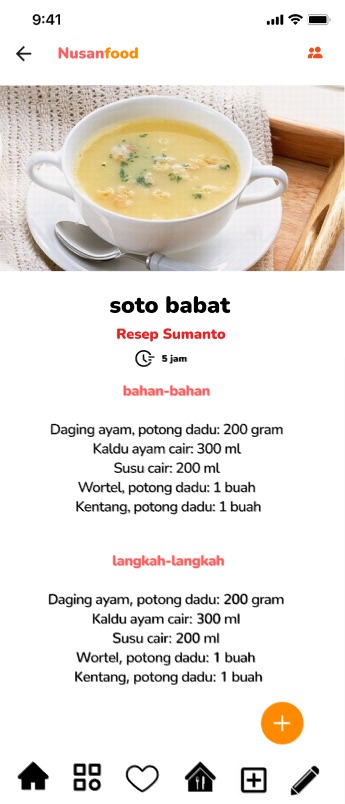 9:41
Nusanfood
soto babat
Resep Sumanto
5 jam
bahan-bahan
Daging ayam, potong dadu: 200 gram
Kaldu ayam cair: 300 ml
Susu cair: 200 ml
Wortel, potong dadu: 1 buah
Kentang, potong dadu: 1 buah
langkah-langkah
Daging ayam, potong dadu: 200 gram
Kaldu ayam cair: 300 ml
Susu cair: 200 ml
Wortel, potong dadu: 1 buah
Kentang, potong dadu: 1 buah